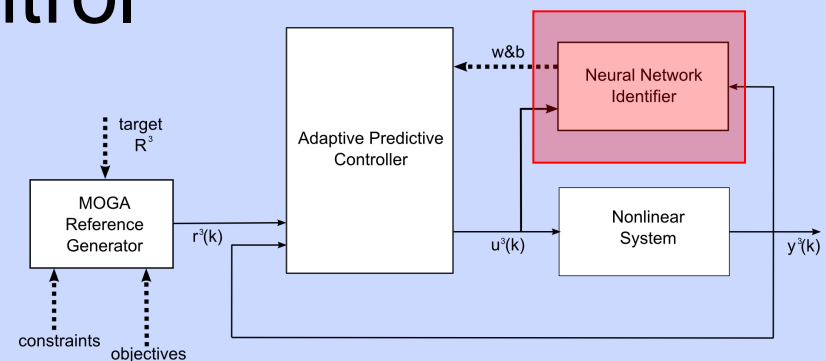 ntrol
w&b
Neural Network
Identifier
target
R³
Adaptive Predictive
Controller
MOGA
Reference
Generator
r³(k)
u³(k)
Nonlinear
System
y³(k)
constraints
objectives